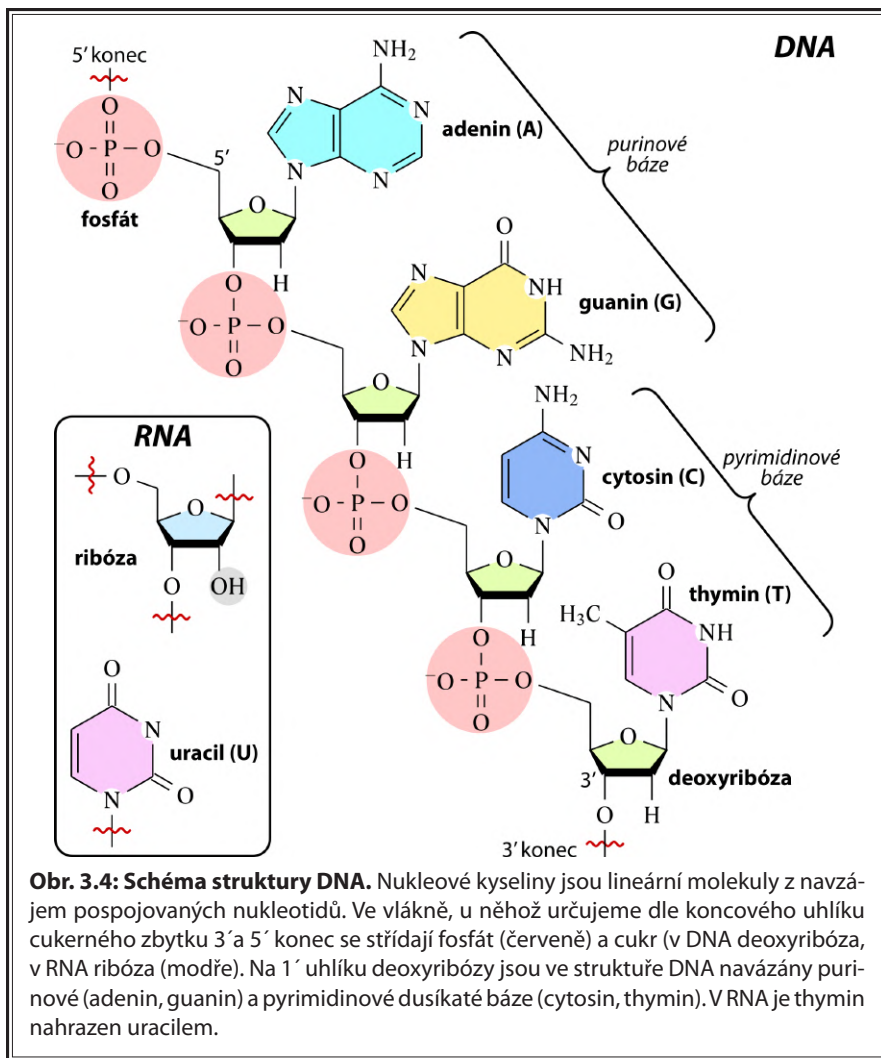 DNA
5′ konec
NH₂
O
N
N
adenin (A)
purinové
báze
⁻O - P — O
5′
O
N
N
fosfát
O
O
H
O
N
NH
guanin (G)
⁻O - P — O
O
N
N
NH₂
O
NH₂
O
H
N
cytosin (C)
pyrimidinové
báze
⁻O - P — O
O
N
O
O
thymin (T)
O
H₃C
NH
O
H
⁻O - P — O
O
N
O
O
3′
deoxyribóza
O
H
3′ konec
RNA
O
O
ribóza
O
OH
O
N
uracil (U)
N
O
Obr. 3.4: Schéma struktury DNA. Nukleové kyseliny jsou lineární molekuly z navzá-
jem pospojovaných nukleotidů. Ve vlákně, u něhož určujeme dle koncového uhlíku
cukerného zbytku 3´a 5´ konec se střídají fosfát (červeně) a cukr (v DNA deoxyribóza,
v RNA ribóza (modře). Na 1´ uhlíku deoxyribózy jsou ve struktuře DNA navázány puri-
nové (adenin, guanin) a pyrimidinové dusíkaté báze (cytosin, thymin). V RNA je thymin
nahrazen uracilem.